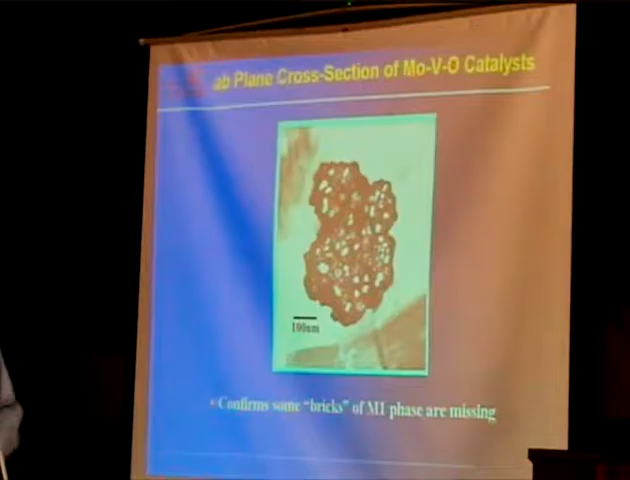 ab Plane Cross-Section of Mo-V-O Catalysts
100nm
• Confirms some "bricks" of M1 phase are missing